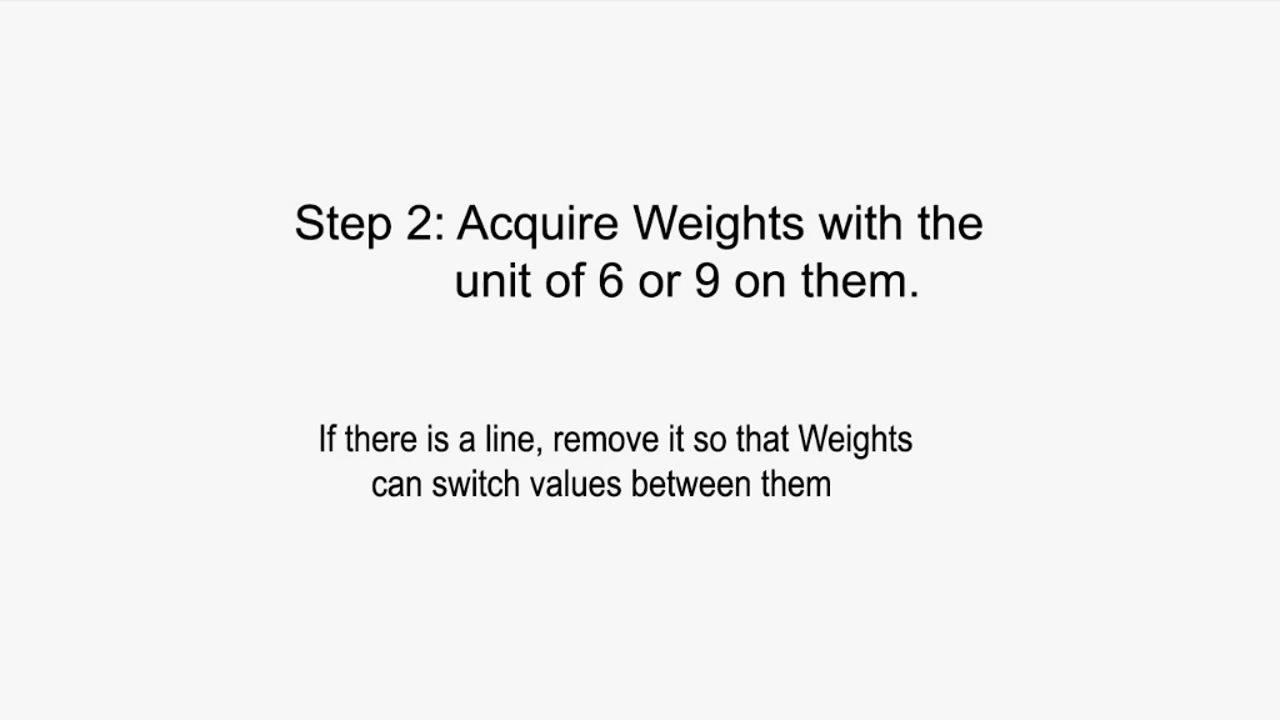 Step 2: Acquire Weights with the
unit of 6 or 9 on them.
If there is a line, remove it so that Weights
can switch values between them